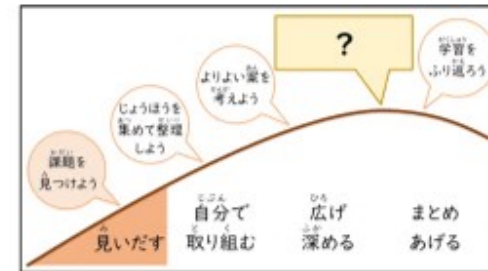 課題を
見つけよう
じょうほうを
集めて整理
しよう
よりよい案を
考えよう
?
学習を
ふり返ろう
見いだす
自分で
取り組む
広げ
深める
まとめ
あげる